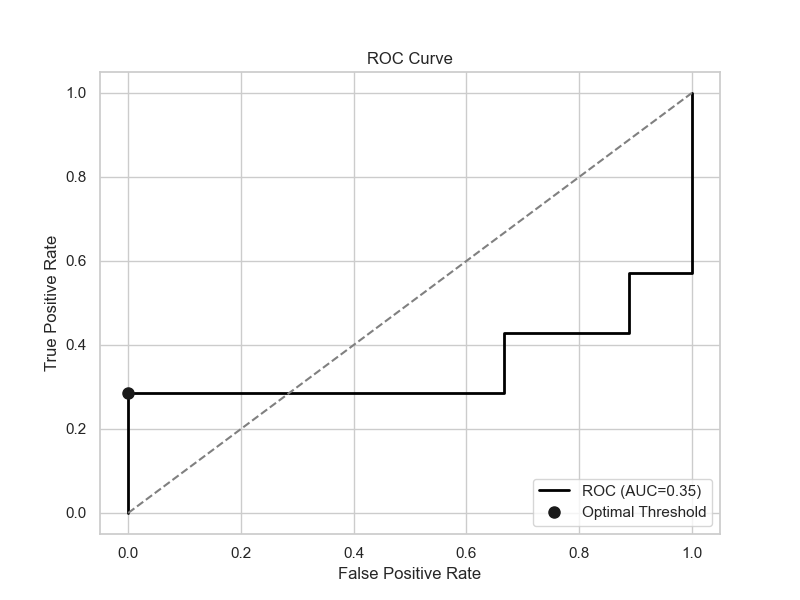 ROC Curve
1.0
0.8
0.6
0.4
0.2
0.0
True Positive Rate
0.0 0.2 0.4 0.6 0.8 1.0
False Positive Rate
ROC (AUC=0.35)
Optimal Threshold